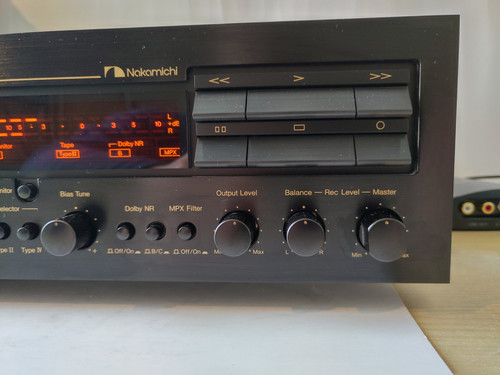 Nakamichi
<< > >>
10 5 - 3 - 0 3 5 10 +dB
L
R
Tape
Type II
Dolby NR
B
MPX
Bias Tune
Type II Type IV
- +
Dolby NR MPX Filter
Off/On B/C Off/On
Output Level
Max
Balance — Rec Level — Master
L R Min Max